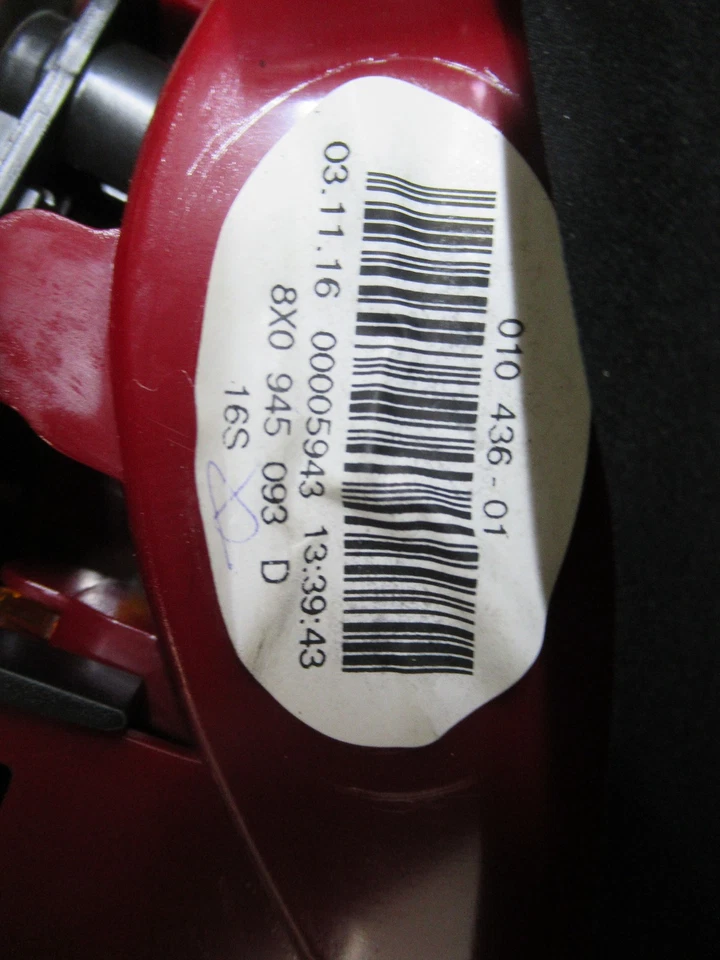 010 436-01
03.11.16 00005943 13:39:43
8X0 945 093 D
16S